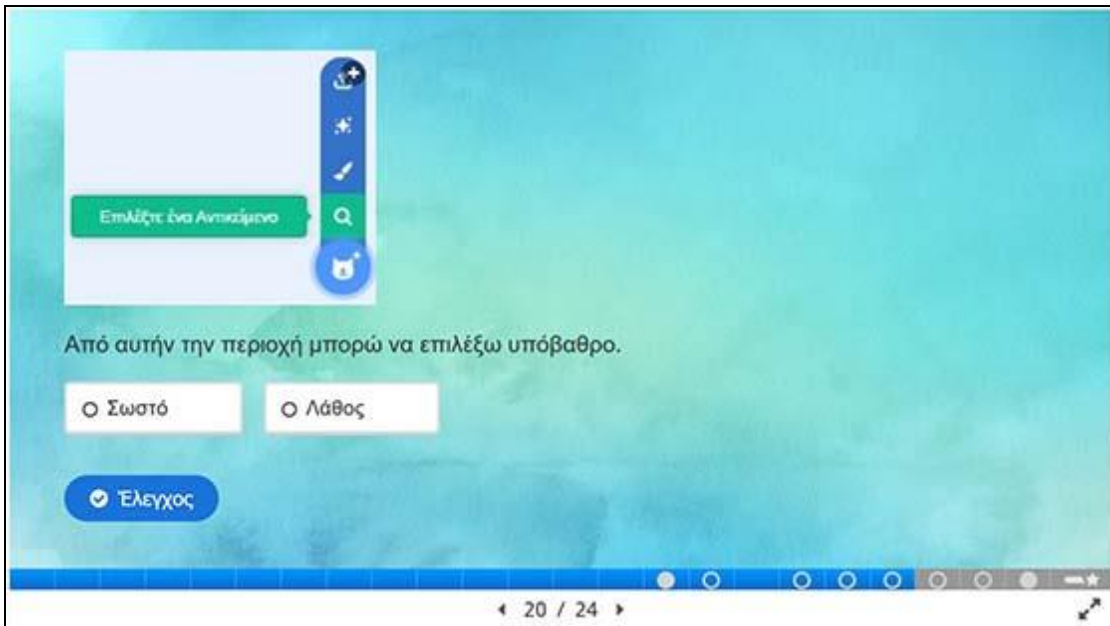 Επιλέξτε ένα Αντικείμενο
Από αυτήν την περιοχή μπορώ να επιλέξω υπόβαθρο.
Σωστό
Λάθος
Έλεγχος
20 / 24